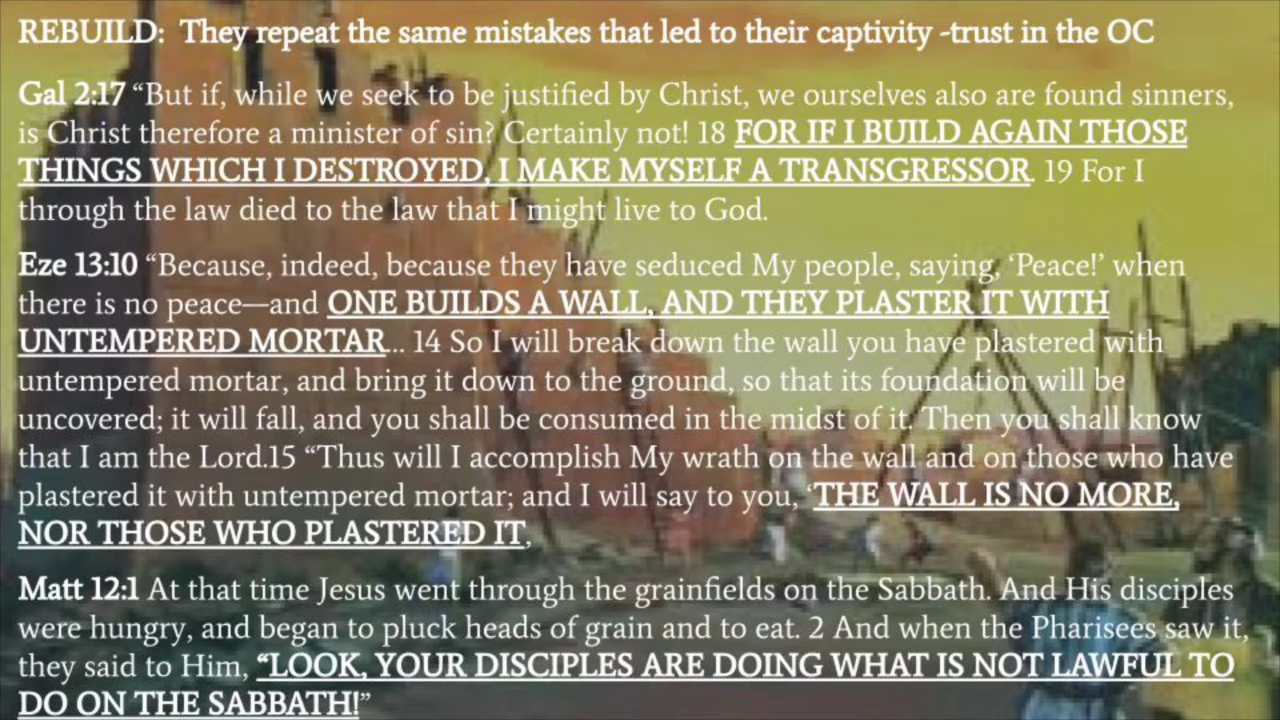 REBUILD: They repeat the same mistakes that led to their captivity -trust in the OC
Gal 2:17 “But if, while we seek to be justified by Christ, we ourselves also are found sinners,
is Christ therefore a minister of sin? Certainly not! 18 FOR IF I BUILD AGAIN THOSE
THINGS WHICH I DESTROYED, I MAKE MYSELF A TRANSGRESSOR. 19 For I
through the law died to the law that I might live to God.
Eze 13:10 “Because, indeed, because they have seduced My people, saying, ‘Peace!’ when
there is no peace—and ONE BUILDS A WALL, AND THEY PLASTER IT WITH
UNTEMPERED MORTAR... 14 So I will break down the wall you have plastered with
untempered mortar, and bring it down to the ground, so that its foundation will be
uncovered; it will fall, and you shall be consumed in the midst of it. Then you shall know
that I am the Lord.15 “Thus will I accomplish My wrath on the wall and on those who have
plastered it with untempered mortar; and I will say to you, ‘THE WALL IS NO MORE,
NOR THOSE WHO PLASTERED IT,
Matt 12:1 At that time Jesus went through the grainfields on the Sabbath. And His disciples
were hungry, and began to pluck heads of grain and to eat. 2 And when the Pharisees saw it,
they said to Him, “LOOK, YOUR DISCIPLES ARE DOING WHAT IS NOT LAWFUL TO
DO ON THE SABBATH!”